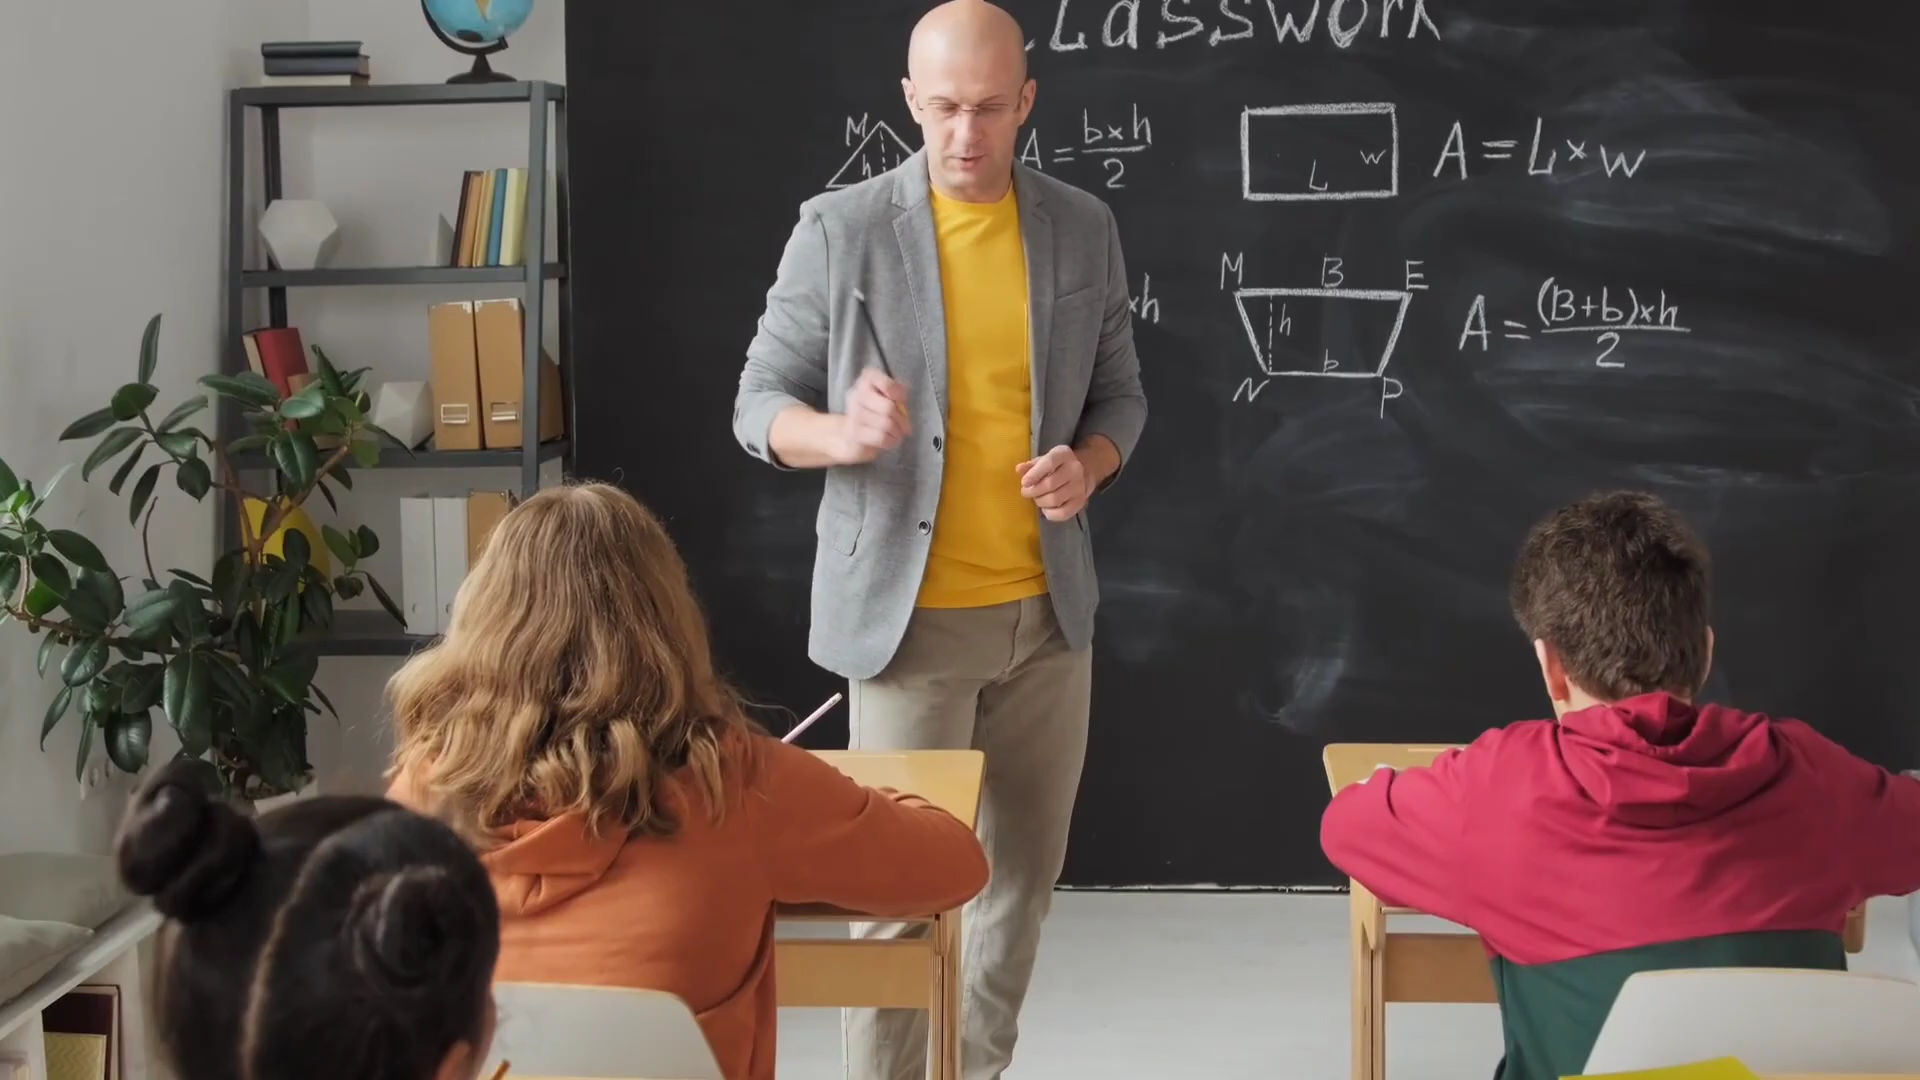 Classwork
M
h
A = b×h / 2
L
w
A = L×w
×h
M B E
h
b
N P
A = (B+b)×h / 2